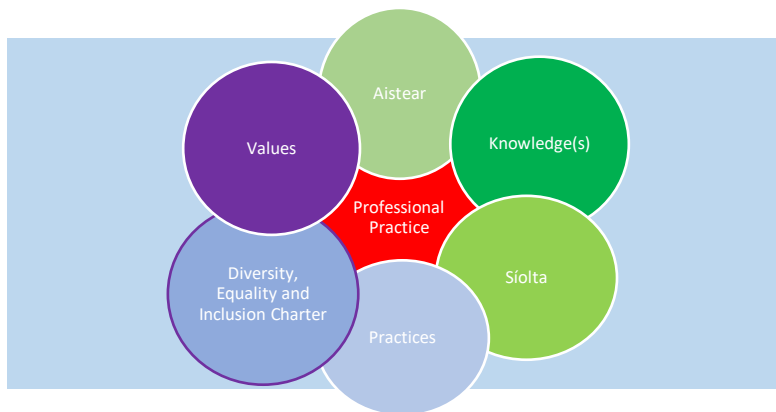 Aistear
Values
Knowledge(s)
Professional
Practice
Diversity,
Equality and
Inclusion Charter
Síolta
Practices